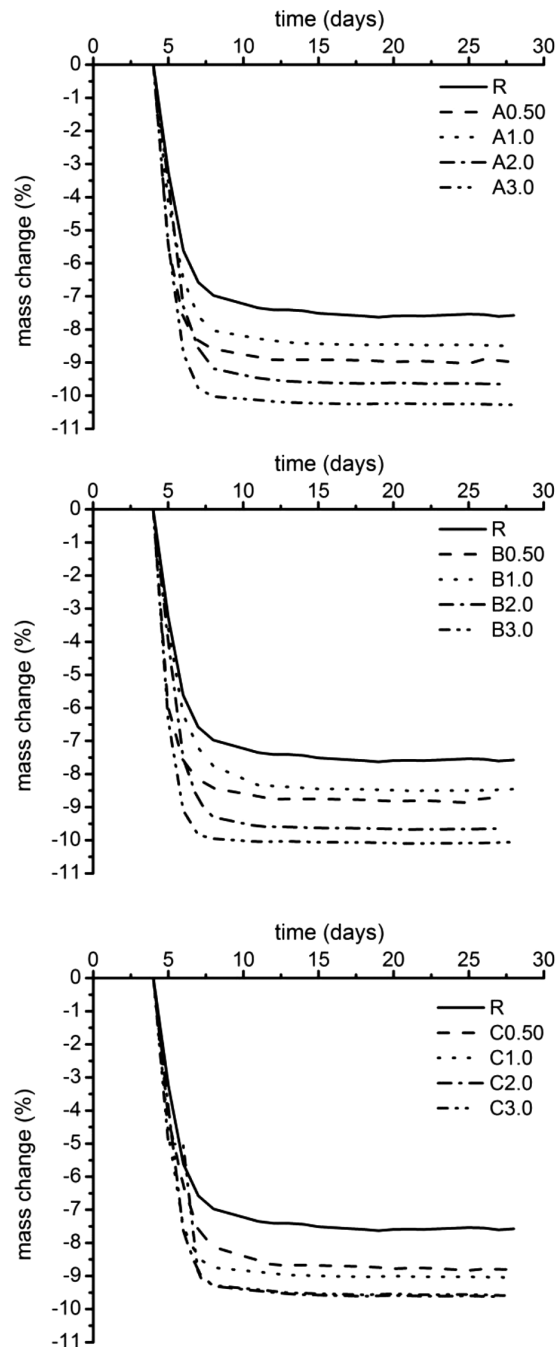 time (days)
0 5 10 15 20 25 30
0
-1
-2
-3
-4
-5
-6
-7
-8
-9
-10
-11
mass change (%)
R
A0.50
A1.0
A2.0
A3.0
time (days)
0 5 10 15 20 25 30
0
-1
-2
-3
-4
-5
-6
-7
-8
-9
-10
-11
mass change (%)
R
B0.50
B1.0
B2.0
B3.0
time (days)
0 5 10 15 20 25 30
0
-1
-2
-3
-4
-5
-6
-7
-8
-9
-10
-11
mass change (%)
R
C0.50
C1.0
C2.0
C3.0